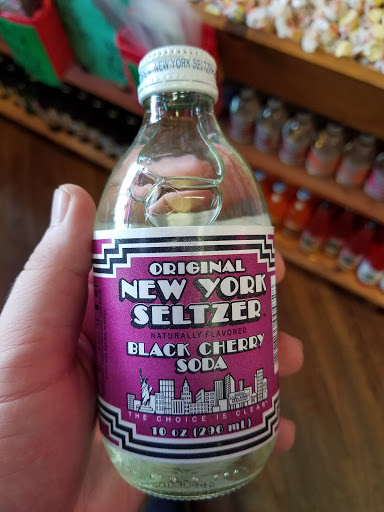 NEW YORK SELTZER
ORIGINAL
NEW YORK
SELTZER
NATURALLY FLAVORED
BLACK CHERRY
SODA
THE CHOICE IS CLEAR
10 OZ (296 mL)